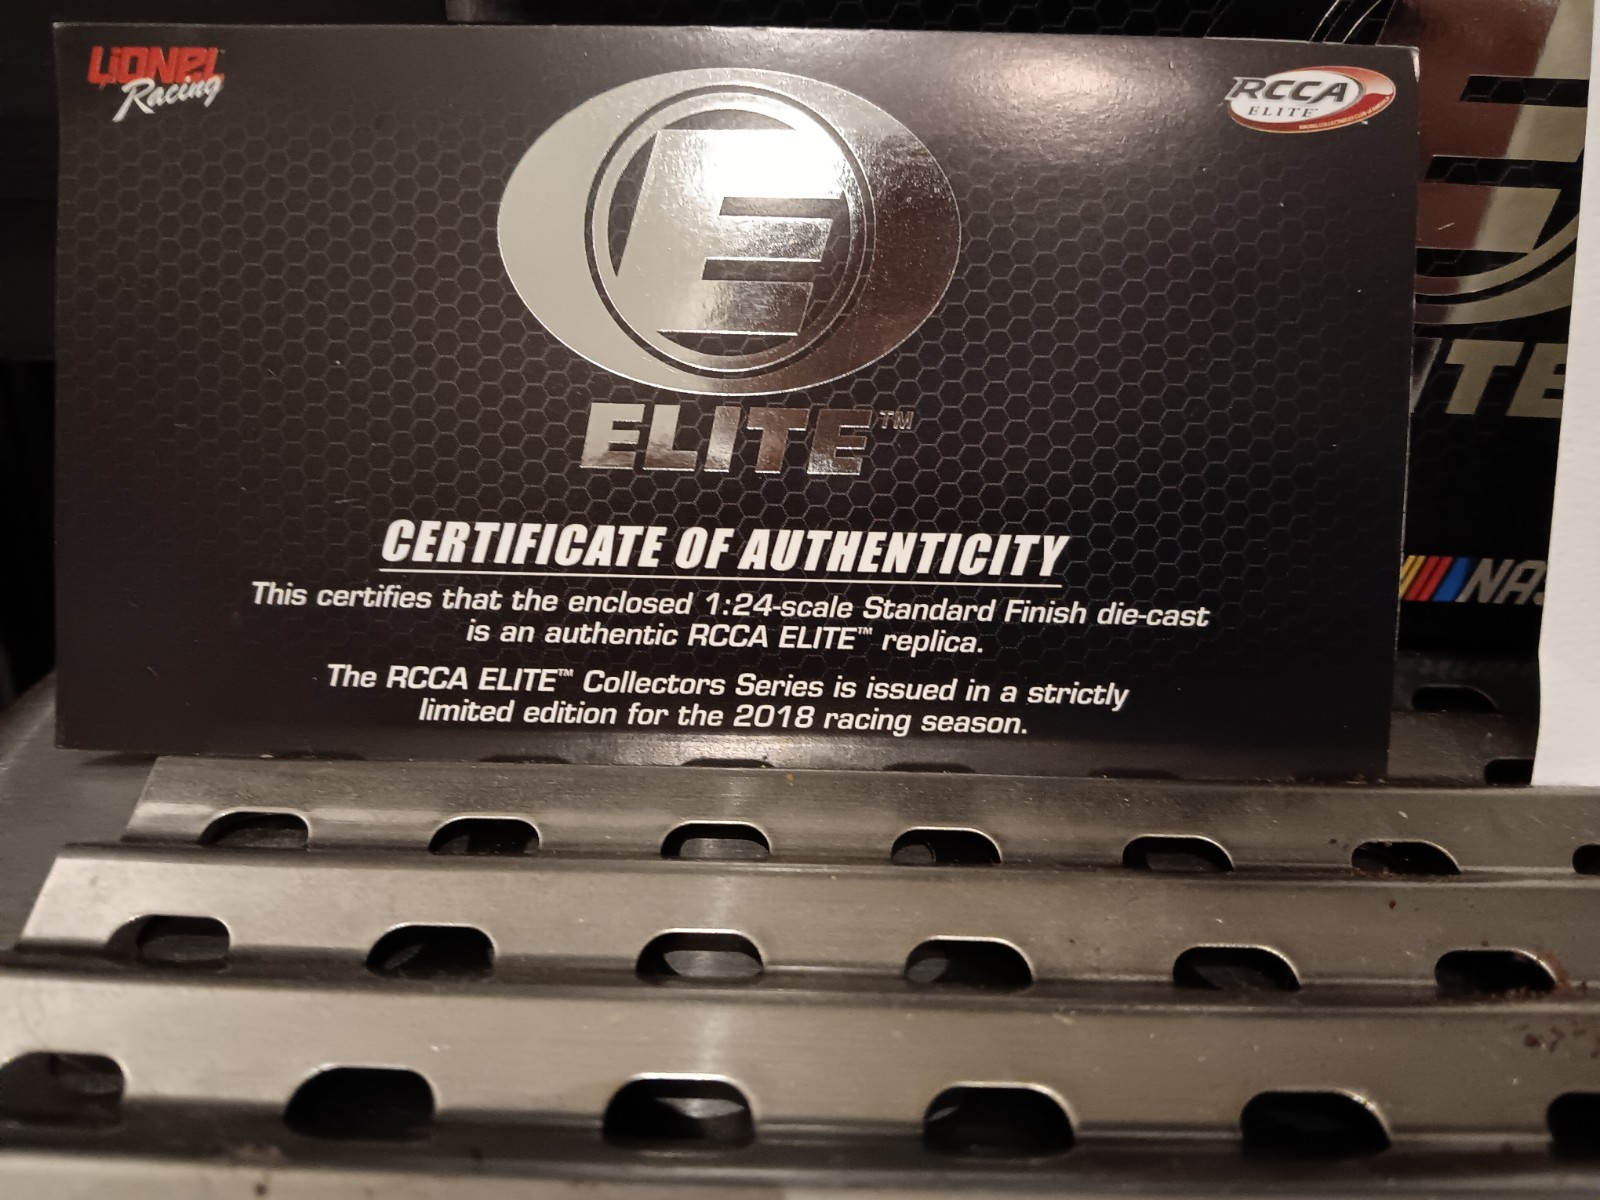 LIONEL
Racing
RCCA
ELITE
E
ELITE™
CERTIFICATE OF AUTHENTICITY
This certifies that the enclosed 1:24-scale Standard Finish die-cast
is an authentic RCCA ELITE™ replica.
The RCCA ELITE™ Collectors Series is issued in a strictly
limited edition for the 2018 racing season.
ITE
NAS